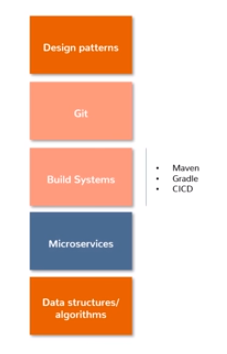 Design patterns
Git
Build Systems
• Maven
• Gradle
• CICD
Microservices
Data structures/
algorithms